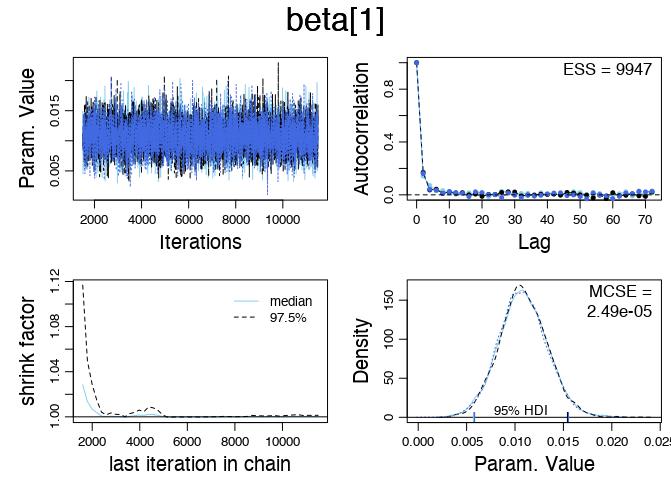 beta[1]
Param. Value
0.005 0.015
2000 4000 6000 8000 10000
Iterations
ESS = 9947
Autocorrelation
0.0 0.4 0.8
0 10 20 30 40 50 60 70
Lag
median
97.5%
shrink factor
1.00 1.04 1.08 1.12
2000 4000 6000 8000 10000
last iteration in chain
MCSE =
2.49e-05
Density
0 50 100 150
95% HDI
0.000 0.005 0.010 0.015 0.020 0.025
Param. Value